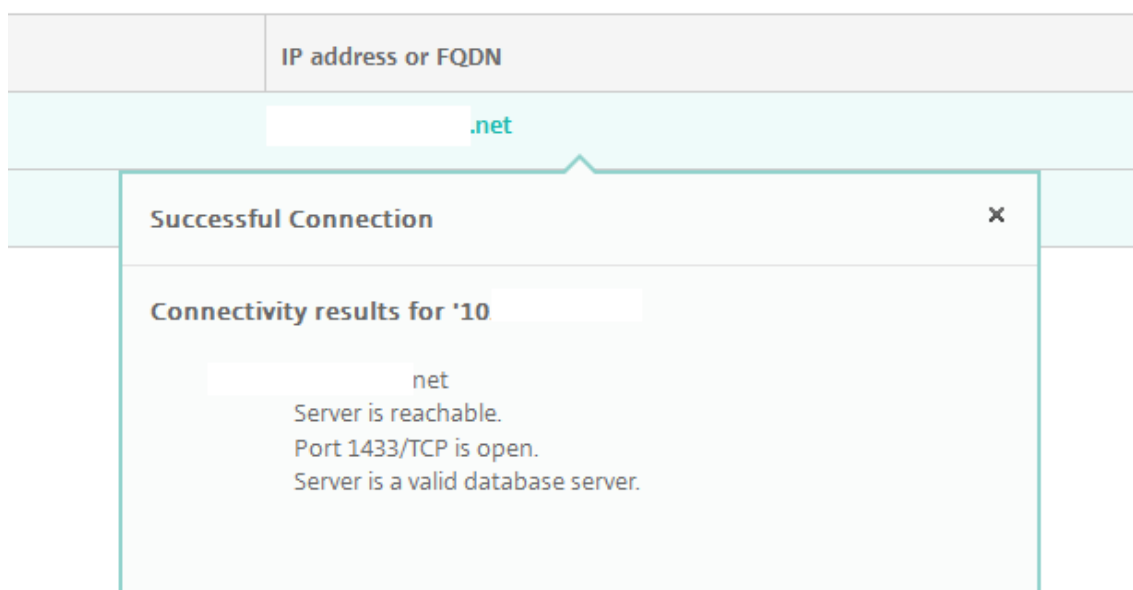 IP address or FQDN
.net
Successful Connection
×
Connectivity results for '10
net
Server is reachable.
Port 1433/TCP is open.
Server is a valid database server.